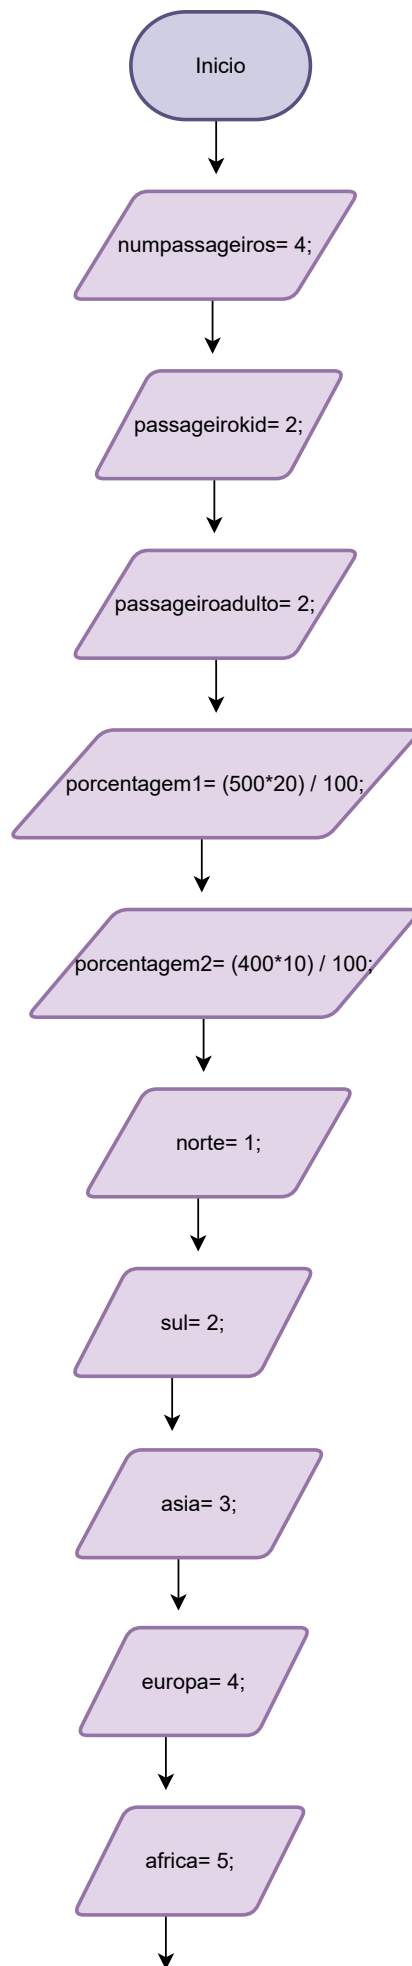 Inicio
numpassageiros= 4;
passageirokid= 2;
passageiroadulto= 2;
porcentagem1= (500*20) / 100;
porcentagem2= (400*10) / 100;
norte= 1;
sul= 2;
asia= 3;
europa= 4;
africa= 5;